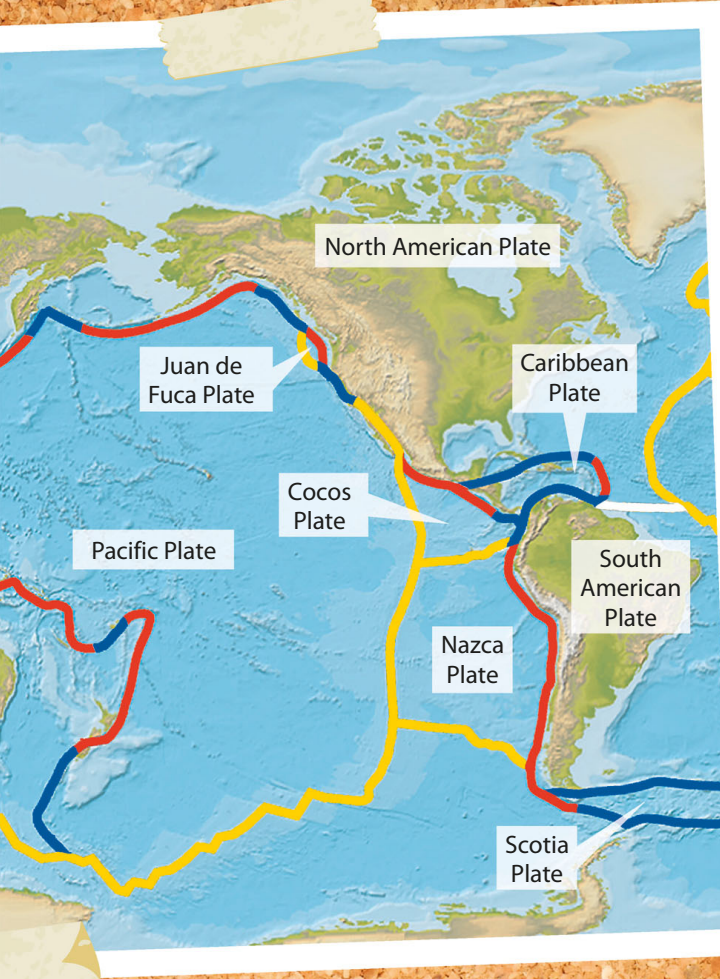 North American Plate
Juan de
Fuca Plate
Caribbean
Plate
Cocos
Plate
Pacific Plate
South
American
Plate
Nazca
Plate
Scotia
Plate